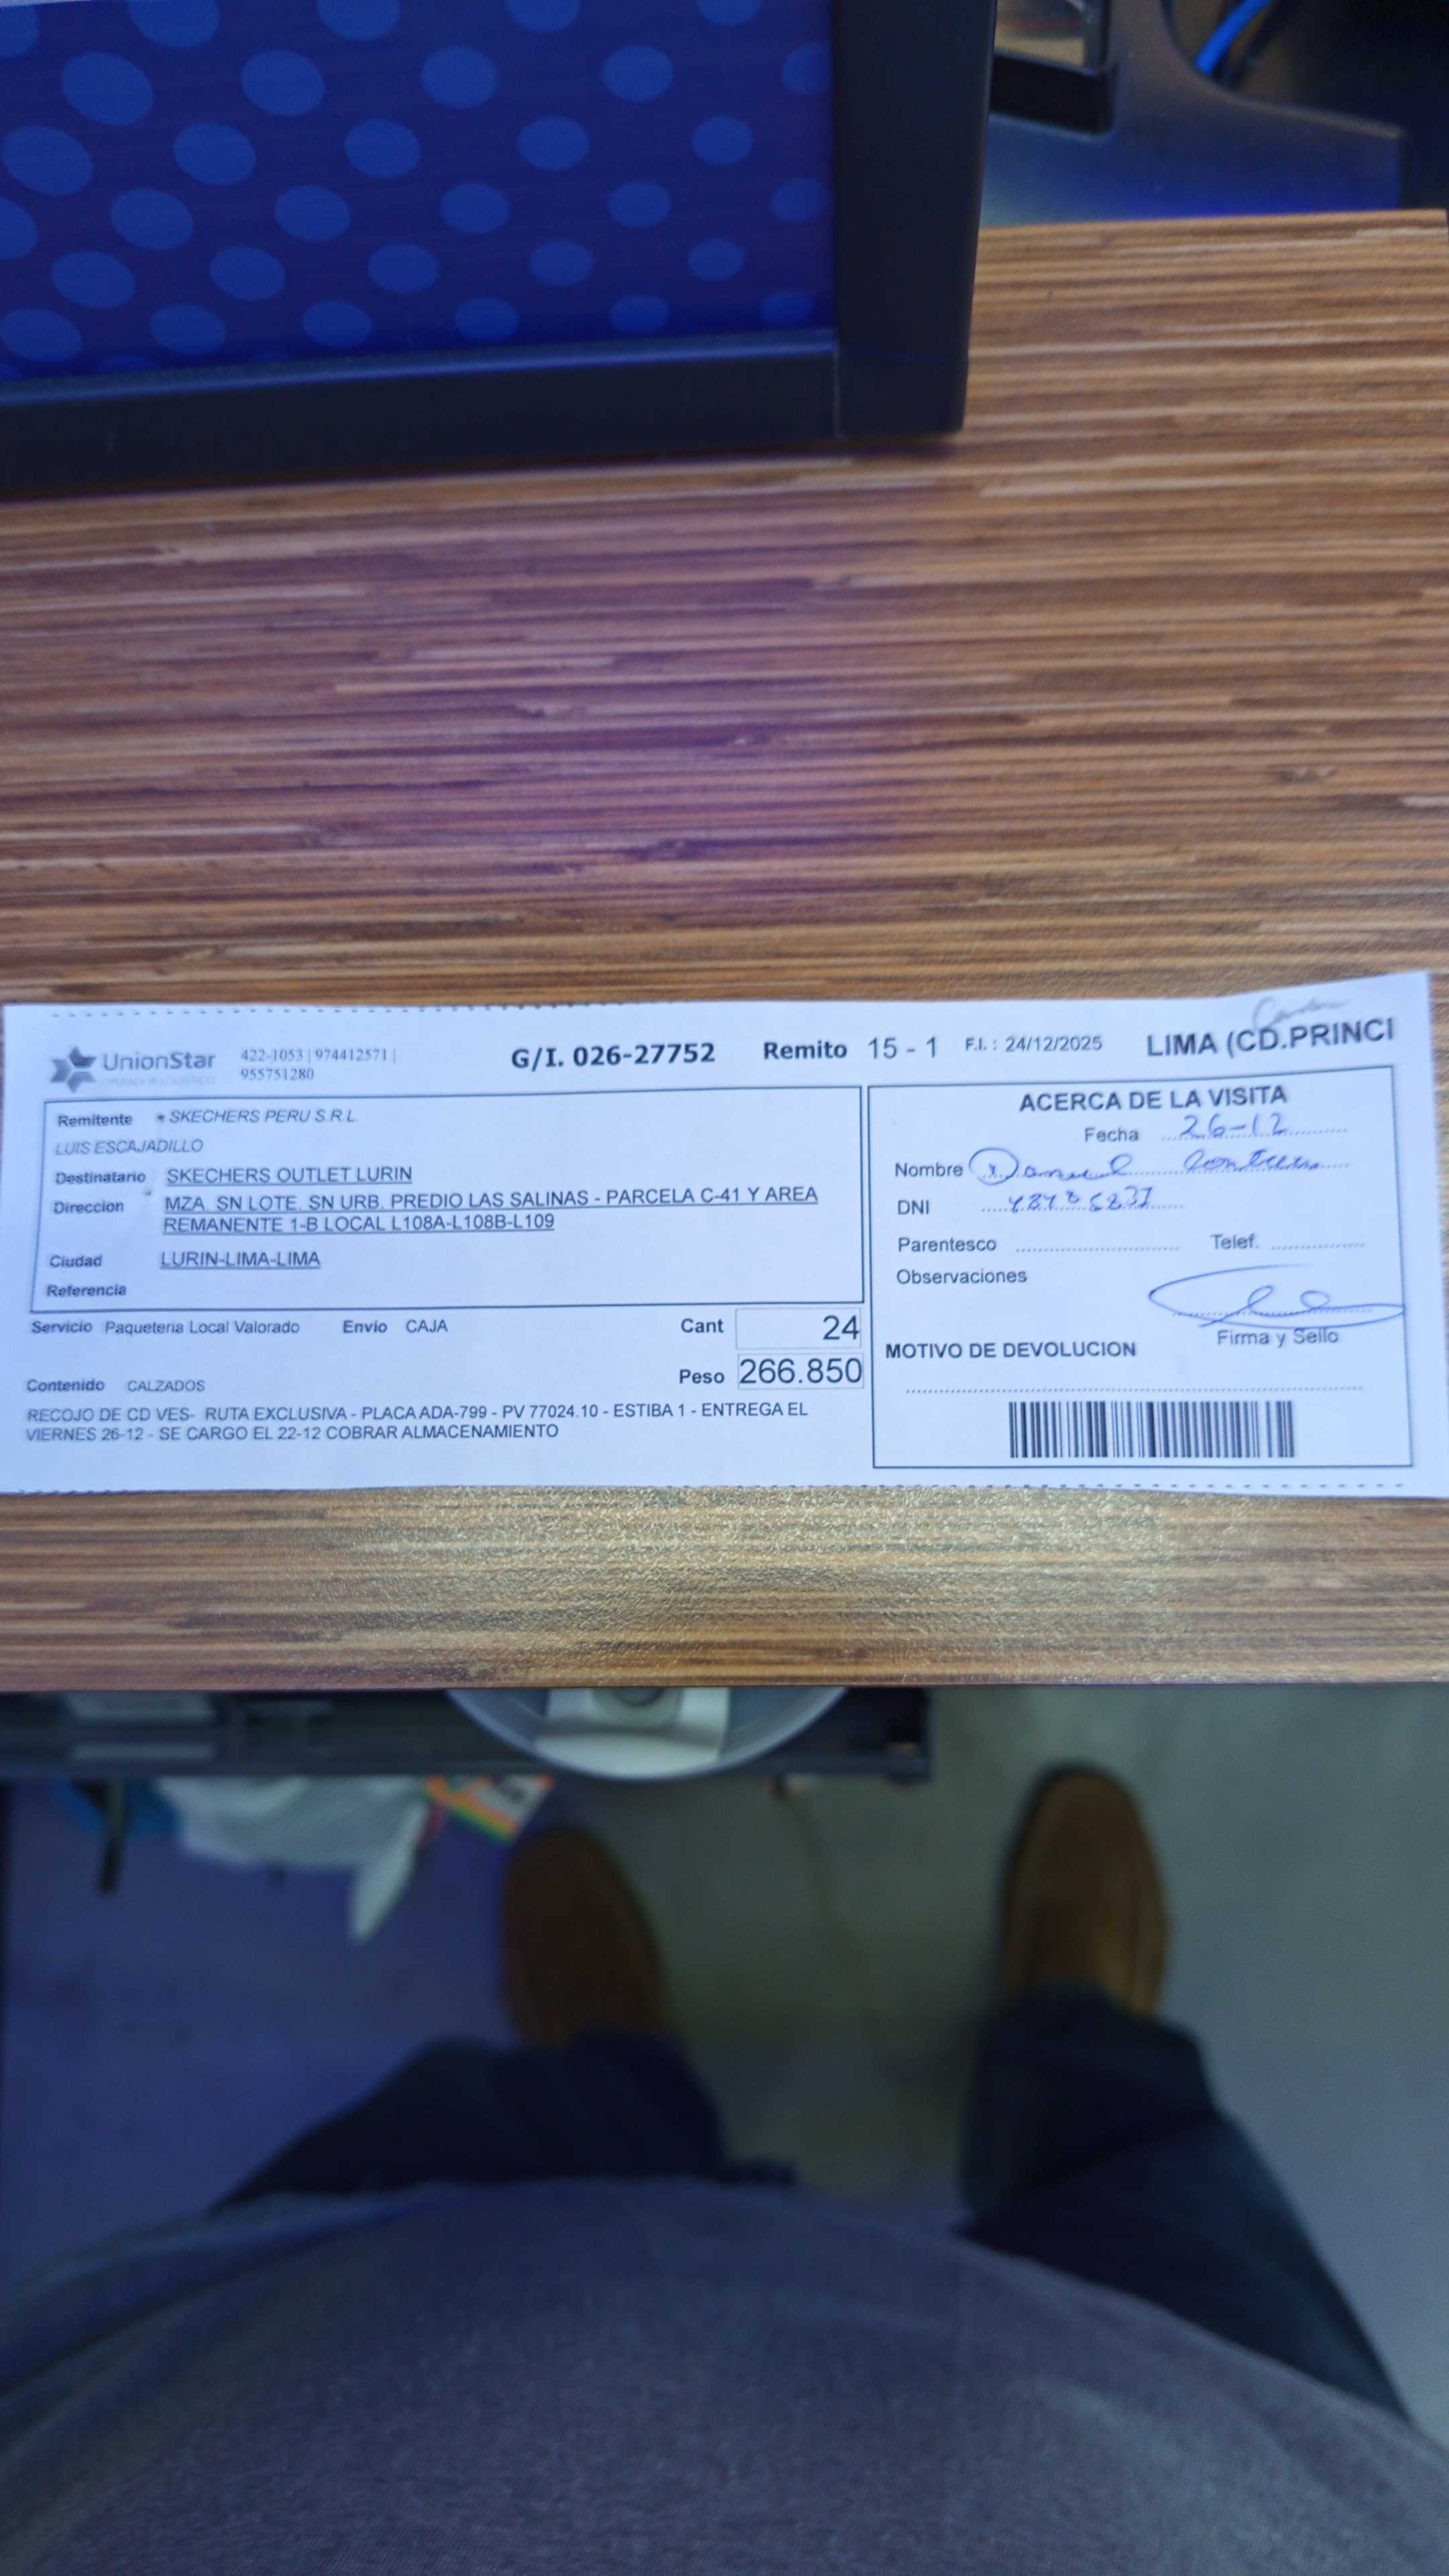 UnionStar
OPERADOR LOGISTICO
422-1053 | 974412571 |
955751280
G/I. 026-27752
Remito 15 - 1
F.I. : 24/12/2025
LIMA (CD.PRINCI
Remitente * SKECHERS PERU S.R.L.
LUIS ESCAJADILLO
Destinatario SKECHERS OUTLET LURIN
Direccion MZA. SN LOTE. SN URB. PREDIO LAS SALINAS - PARCELA C-41 Y AREA
REMANENTE 1-B LOCAL L108A-L108B-L109
Ciudad LURIN-LIMA-LIMA
Referencia
Servicio Paqueteria Local Valorado Envio CAJA
Cant 24
Peso 266.850
Contenido CALZADOS
RECOJO DE CD VES- RUTA EXCLUSIVA - PLACA ADA-799 - PV 77024.10 - ESTIBA 1 - ENTREGA EL
VIERNES 26-12 - SE CARGO EL 22-12 COBRAR ALMACENAMIENTO
ACERCA DE LA VISITA
Fecha 26-12
Nombre
DNI
Parentesco Telef.
Observaciones
Firma y Sello
MOTIVO DE DEVOLUCION